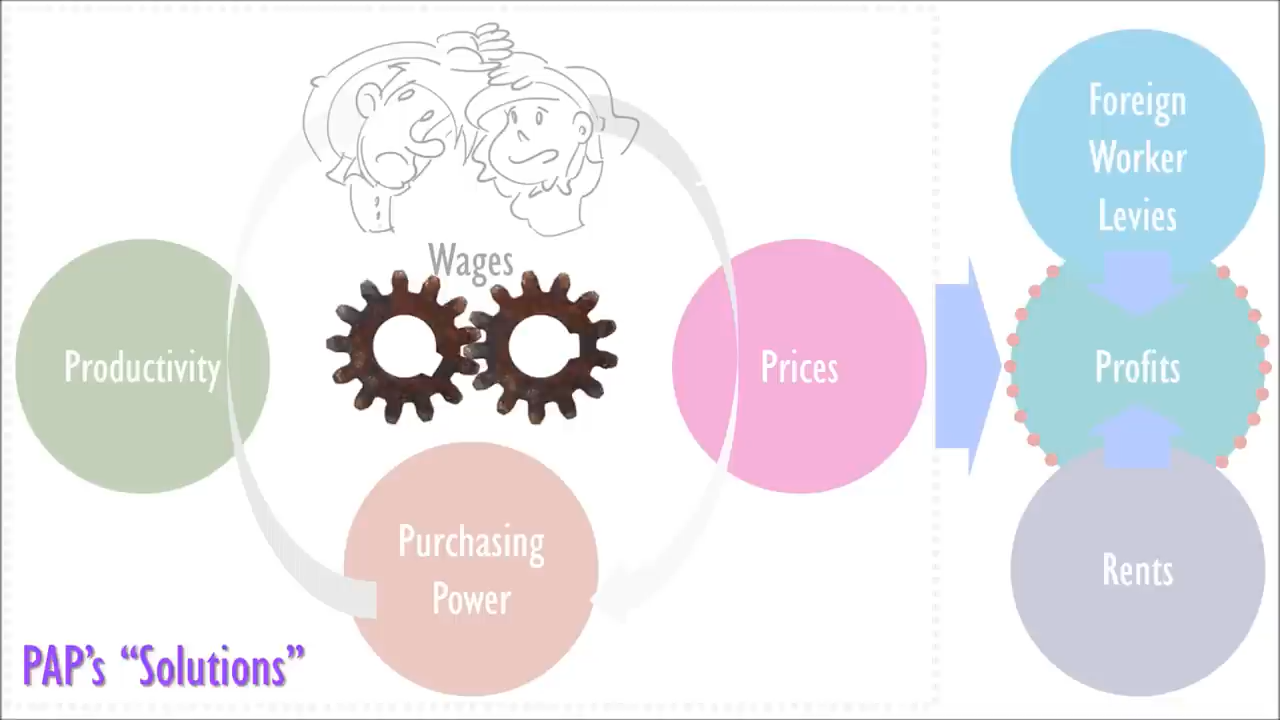 Foreign
Worker
Levies
Wages
Productivity
Prices
Profits
Purchasing
Power
Rents
PAP's “Solutions”